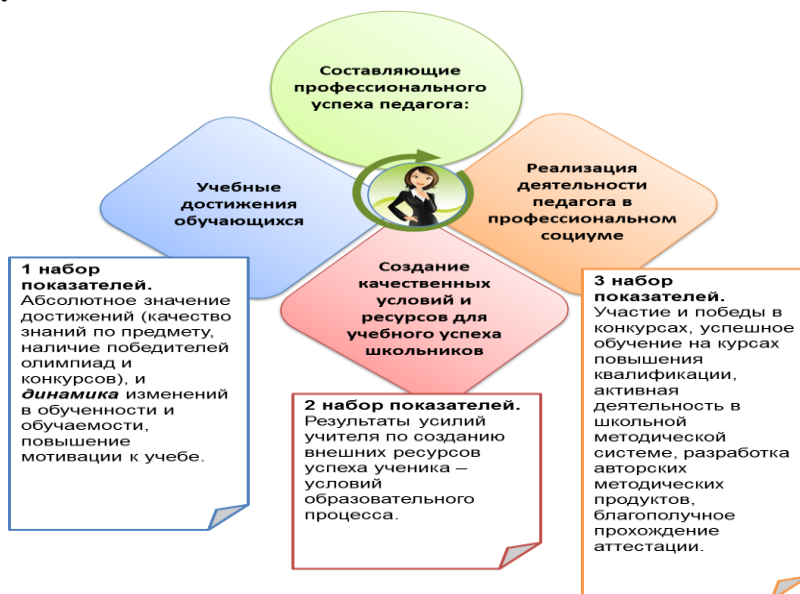 Составляющие
профессионального
успеха педагога:
Учебные
достижения
обучающихся
Реализация
деятельности
педагога в
профессиональном
социуме
Создание
качественных
условий и
ресурсов для
учебного успеха
школьников
1 набор
показателей.
Абсолютное значение
достижений (качество
знаний по предмету,
наличие победителей
олимпиад и
конкурсов), и
динамика изменений
в обученности и
обучаемости,
повышение
мотивации к учебе.
2 набор показателей.
Результаты усилий
учителя по созданию
внешних ресурсов
успеха ученика –
условий
образовательного
процесса.
3 набор
показателей.
Участие и победы в
конкурсах, успешное
обучение на курсах
повышения
квалификации,
активная
деятельность в
школьной
методической
системе, разработка
авторских
методических
продуктов,
благополучное
прохождение
аттестации.